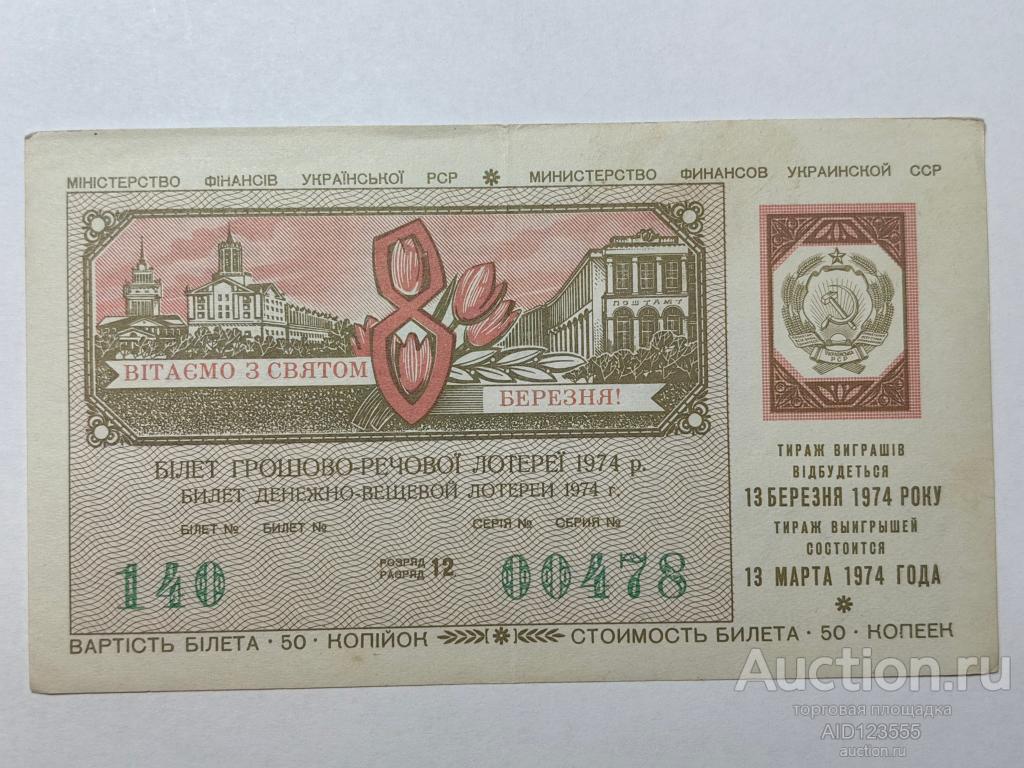 МІНІСТЕРСТВО ФІНАНСІВ УКРАЇНСЬКОЇ РСР МИНИСТЕРСТВО ФИНАНСОВ УКРАИНСКОЙ ССР
ПОШТАМТ
8
ВІТАЄМО З СВЯТОМ
БЕРЕЗНЯ!
УКРАЇНСЬКА
РСР
БІЛЕТ ГРОШОВО-РЕЧОВОЇ ЛОТЕРЕЇ 1974 р.
БИЛЕТ ДЕНЕЖНО-ВЕЩЕВОЙ ЛОТЕРЕИ 1974 г.
БІЛЕТ № БИЛЕТ № СЕРІЯ № СЕРИЯ №
140 РОЗРЯД РАЗРЯД 12 00478
ТИРАЖ ВИГРАШІВ
ВІДБУДЕТЬСЯ
13 БЕРЕЗНЯ 1974 РОКУ
ТИРАЖ ВЫИГРЫШЕЙ
СОСТОИТСЯ
13 МАРТА 1974 ГОДА
ВАРТІСТЬ БІЛЕТА · 50 · КОПІЙОК СТОИМОСТЬ БИЛЕТА · 50 · КОПЕЕК
Auction.ru
торговая площадка
AID123555
auction.ru